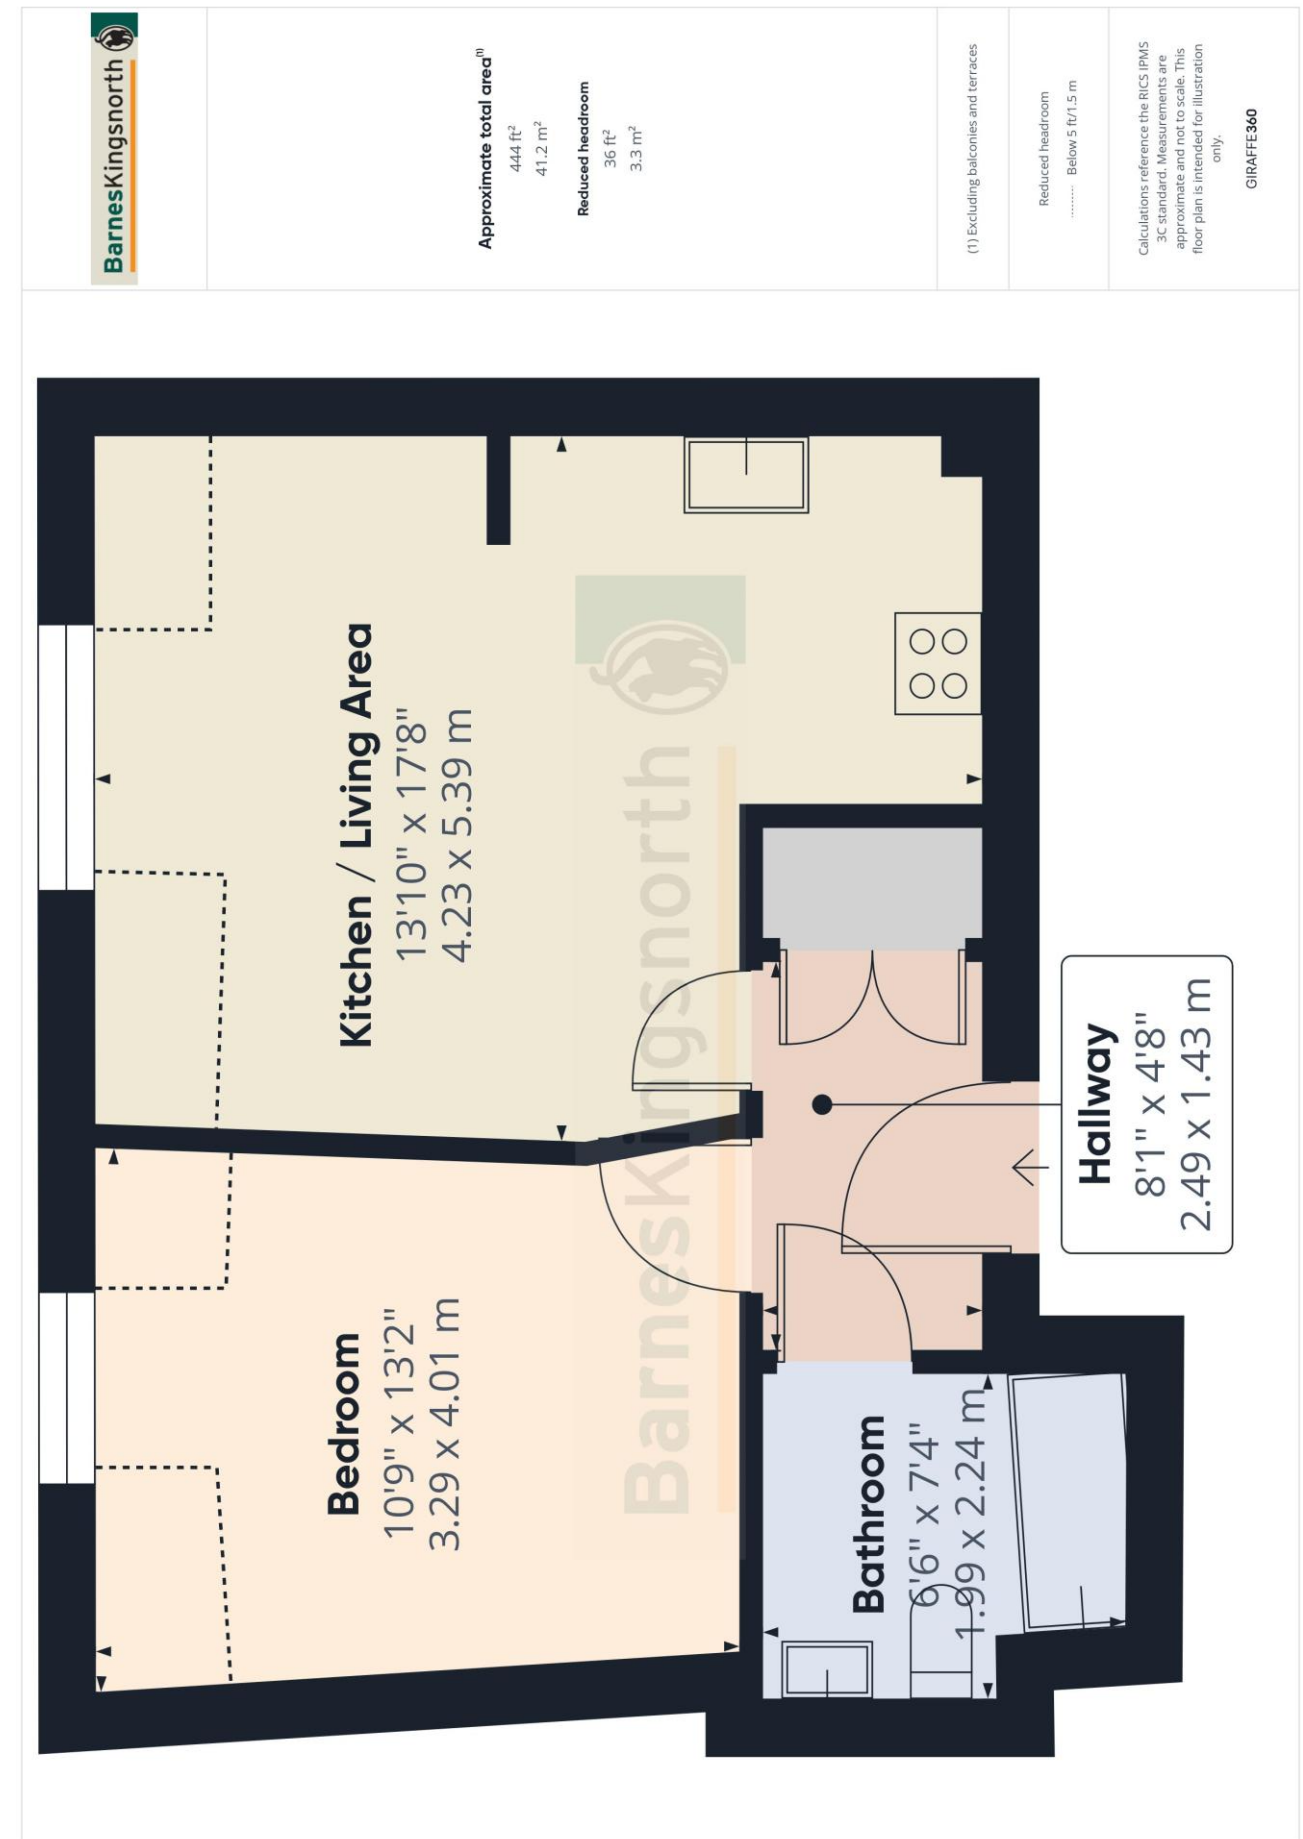 BarnesKingsnorth
Approximate total area⁽¹⁾
444 ft²
41.2 m²
Reduced headroom
36 ft²
3.3 m²
(1) Excluding balconies and terraces
Reduced headroom
Below 5 ft/1.5 m
Calculations reference the RICS IPMS
3C standard. Measurements are
approximate and not to scale. This
floor plan is intended for illustration
only.
GIRAFFE360
Kitchen / Living Area
13'10" x 17'8"
4.23 x 5.39 m
Bedroom
10'9" x 13'2"
3.29 x 4.01 m
BarnesKingsnorth
Bathroom
6'6" x 7'4"
1.99 x 2.24 m
Hallway
8'1" x 4'8"
2.49 x 1.43 m